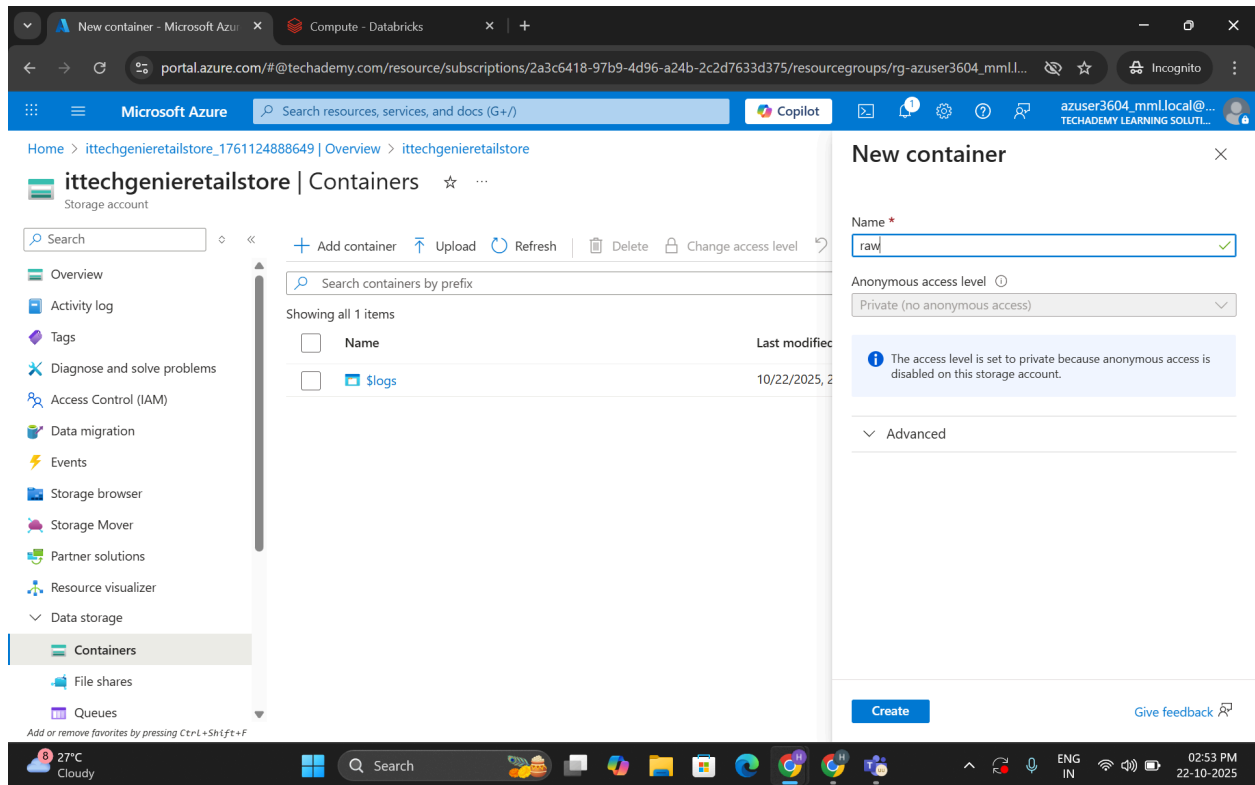 New container - Microsoft Azur
Compute - Databricks
portal.azure.com/#@techademy.com/resource/subscriptions/2a3c6418-97b9-4d96-a24b-2c2d7633d375/resourcegroups/rg-azuser3604_mml.l...
Incognito
Microsoft Azure
Search resources, services, and docs (G+/)
Copilot
1
azuser3604_mml.local@...
TECHADEMY LEARNING SOLUTI...
Home > ittechgenieretailstore_1761124888649 | Overview > ittechgenieretailstore
ittechgenieretailstore | Containers
Storage account
Search
Overview
Activity log
Tags
Diagnose and solve problems
Access Control (IAM)
Data migration
Events
Storage browser
Storage Mover
Partner solutions
Resource visualizer
Data storage
Containers
File shares
Queues
Add or remove favorites by pressing Ctrl+Shift+F
Add container
Upload
Refresh
Delete
Change access level
Search containers by prefix
Showing all 1 items
Name
Last modified
$logs
10/22/2025, 2
New container
Name *
raw
Anonymous access level
Private (no anonymous access)
The access level is set to private because anonymous access is
disabled on this storage account.
Advanced
Create
Give feedback
8
27°C
Cloudy
Search
H
H
ENG
IN
02:53 PM
22-10-2025